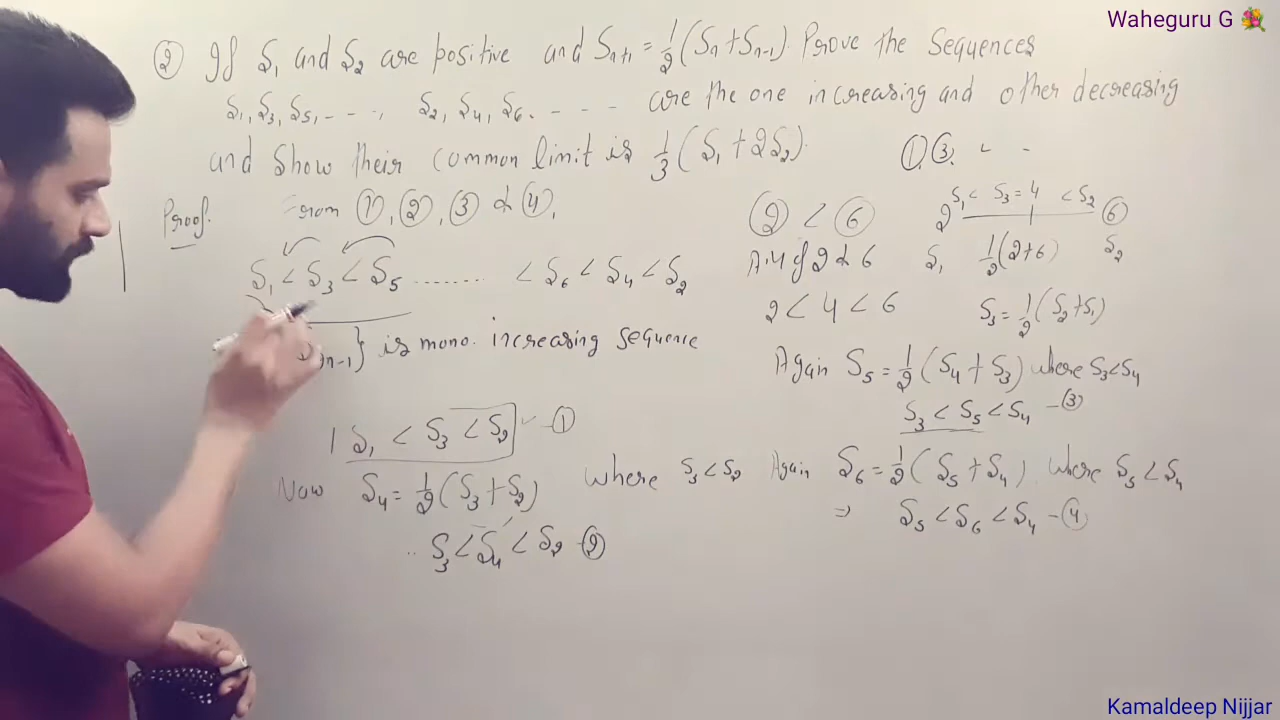 Waheguru G 💐
② If S₁ and S₂ are positive and Sₙ₊₁ = 1/2 (Sₙ + Sₙ₋₁). Prove the Sequences
S₁, S₃, S₅, - - - , S₂, S₄, S₆, - - - - are the one increasing and other decreasing
and Show their Common limit is 1/3 (S₁ + 2S₂).
①, ③,
Proof. From ①, ②, ③ & ④,
S₁ < S₃ < S₅ ........ < S₆ < S₄ < S₂
n-1} is mono. increasing sequence
S₁ < S₃ < S₂ - ①
Now S₄ = 1/2 (S₃ + S₂) where S₃ < S₂
∴ S₃ < S₄ < S₂ - ②
② < ⑥
S₁ < S₃ = 4 < S₂
2 ⑥
A.M of 2 & 6
S₁ 1/2 (2+6) S₂
2 < 4 < 6
S₃ = 1/2 (S₂ + S₁)
Again S₅ = 1/2 (S₄ + S₃) where S₃ < S₄
S₃ < S₅ < S₄ - ③
Again S₆ = 1/2 (S₅ + S₄). Where S₅ < S₄
⇒ S₅ < S₆ < S₄ - ④
Kamaldeep Nijjar